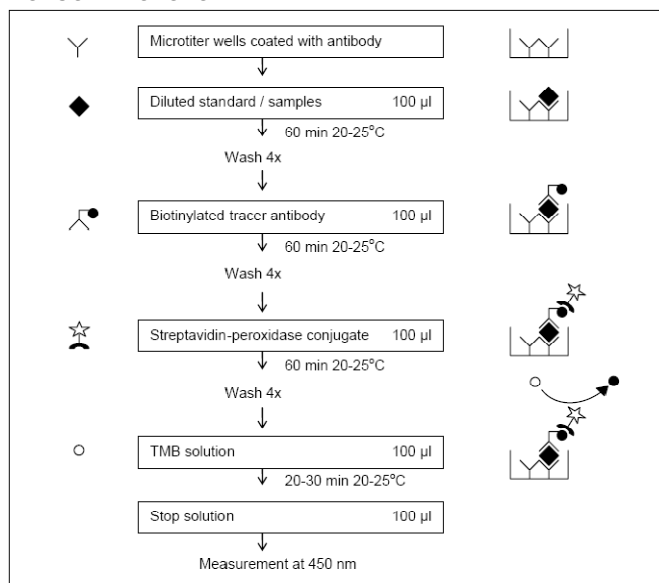 Microtiter wells coated with antibody
Diluted standard / samples 100 µl
60 min 20-25°C
Wash 4x
Biotinylated tracer antibody 100 µl
60 min 20-25°C
Wash 4x
Streptavidin-peroxidase conjugate 100 µl
60 min 20-25°C
Wash 4x
TMB solution 100 µl
20-30 min 20-25°C
Stop solution 100 µl
Measurement at 450 nm